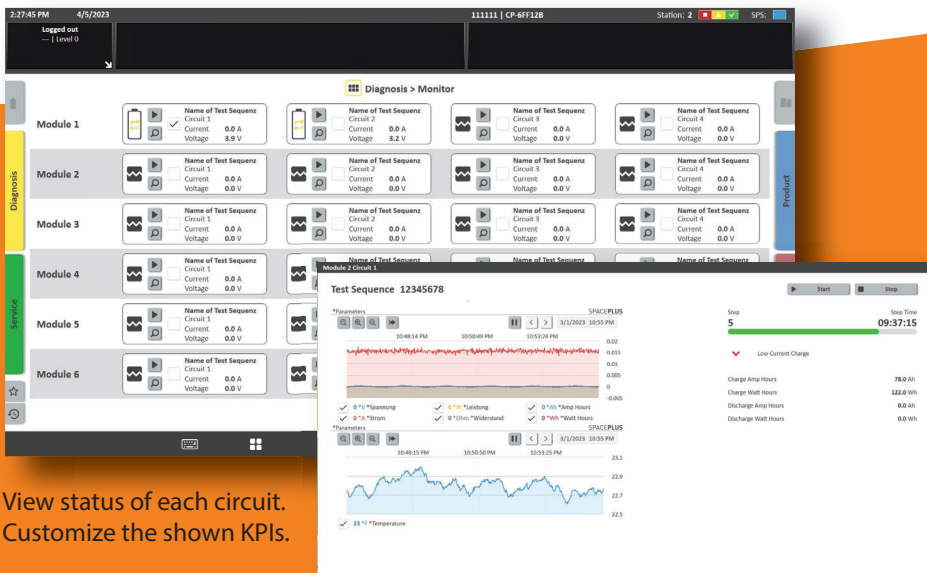 2:27:45 PM 4/5/2023 111111 | CP-6FF12B Station: 2 SPS:
Logged out
— | Level 0
Diagnosis > Monitor
Diagnosis
Service
Product
Module 1
Name of Test Sequenz
Circuit 1
Current 0.0 A
Voltage 3.9 V
Name of Test Sequenz
Circuit 2
Current 0.0 A
Voltage 3.2 V
Name of Test Sequenz
Circuit 3
Current 0.0 A
Voltage 0.0 V
Name of Test Sequenz
Circuit 4
Current 0.0 A
Voltage 0.0 V
Module 2
Name of Test Sequenz
Circuit 1
Current 0.0 A
Voltage 0.0 V
Name of Test Sequenz
Circuit 2
Current 0.0 A
Voltage 0.0 V
Name of Test Sequenz
Circuit 3
Current 0.0 A
Voltage 0.0 V
Name of Test Sequenz
Circuit 4
Current 0.0 A
Voltage 0.0 V
Module 3
Name of Test Sequenz
Circuit 1
Current 0.0 A
Voltage 0.0 V
Name of Test Sequenz
Circuit 2
Current 0.0 A
Voltage 0.0 V
Name of Test Sequenz
Circuit 3
Current 0.0 A
Voltage 0.0 V
Name of Test Sequenz
Circuit 4
Current 0.0 A
Voltage 0.0 V
Module 4
Name of Test Sequenz
Circuit 1
Current 0.0 A
Voltage 0.0 V
Name of Test Sequenz
Name of Test Sequenz
Name of Test Sequenz
Module 5
Name of Test Sequenz
Circuit 1
Current 0.0 A
Voltage 0.0 V
Module 6
Name of Test Sequenz
Circuit 1
Current 0.0 A
Voltage 0.0 V
Module 2 Circuit 1
Test Sequence 12345678
Start Stop
*Parameters SPACEPLUS
3/1/2023 10:55 PM
10:48:14 PM 10:50:49 PM 10:53:24 PM
0.02
0.015
0.01
0.005
0
-0.005
0 *V *Spannung 0 *W *Leistung 0 *Ah *Amp Hours
0 *A *Strom 0 *Ohm *Widerstand 0 *Wh *Watt Hours
*Parameters SPACEPLUS
3/1/2023 10:55 PM
10:48:15 PM 10:50:50 PM 10:53:25 PM
23.1
22.9
22.7
22.5
23 *F *Temperature
Step Step Time
5 09:37:15
Low Current Charge
Charge Amp Hours 78.0 Ah
Charge Watt Hours 122.0 Wh
Discharge Amp Hours 0.0 Ah
Discharge Watt Hours 0.0 Wh
View status of each circuit.
Customize the shown KPIs.